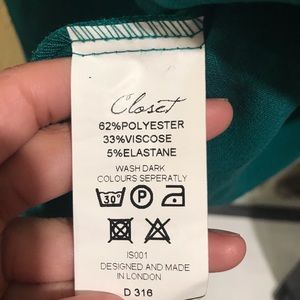 Closet
62%POLYESTER
33%VISCOSE
5%ELASTANE
WASH DARK
COLOURS SEPERATLY
30° P
IS001
DESIGNED AND MADE
IN LONDON
D 316